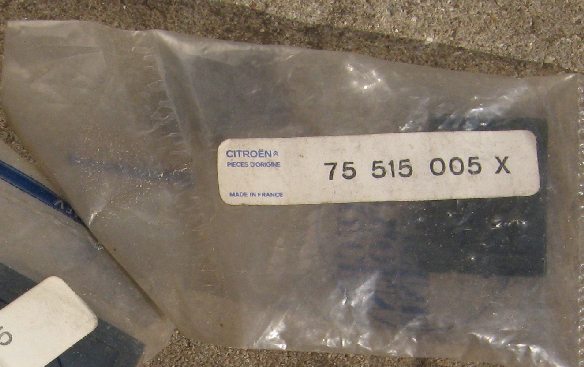 CITROËN
PIECES D'ORIGINE
75 515 005 X
MADE IN FRANCE